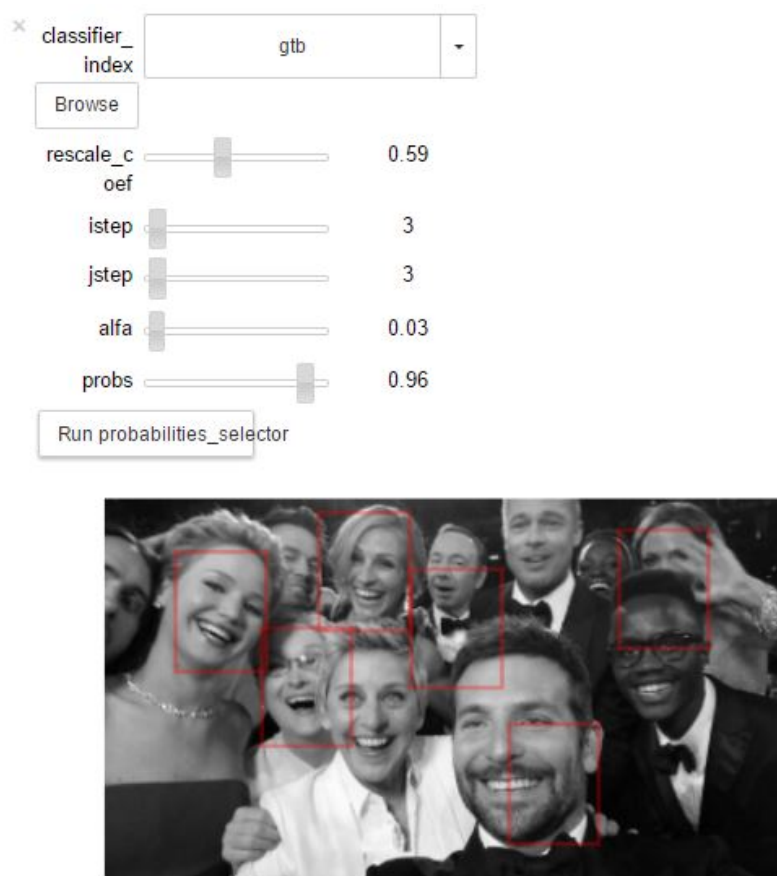 ×
classifier_
index
gtb
Browse
rescale_c
oef
0.59
istep
3
jstep
3
alfa
0.03
probs
0.96
Run probabilities_selector